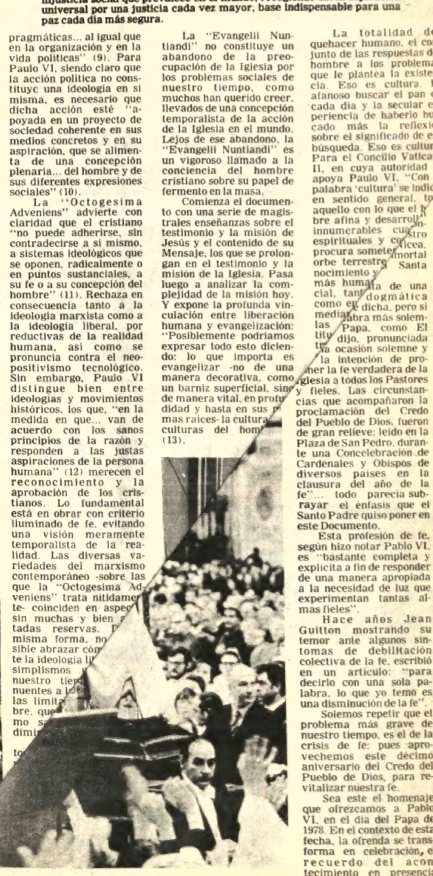 universal por una justicia cada vez mayor, base indispensable para una
paz cada día más segura.
pragmáticas... al igual que
en la organización y en la
vida políticas" (9). Para
Paulo VI, siendo claro que
la acción política no cons-
tituye una ideología en sí
misma, es necesario que
dicha acción esté "a-
poyada en un proyecto de
sociedad coherente en sus
medios concretos y en su
aspiración, que se alimen-
ta de una concepción
plenaria... del hombre y de
sus diferentes expresiones
sociales" (10).
La "Octogesima
Adveniens" advierte con
claridad que el cristiano
"no puede adherirse, sin
contradecirse a sí mismo,
a sistemas ideológicos que
se oponen, radicalmente o
en puntos sustanciales, a
su fe o a su concepción del
hombre" (11). Rechaza en
consecuencia tanto a la
ideología marxista como a
la ideología liberal, por
reductivas de la realidad
humana, así como se
pronuncia contra el neo-
positivismo tecnológico.
Sin embargo, Paulo VI
distingue bien entre
ideologías y movimientos
históricos, los que, "en la
medida en que... van de
acuerdo con los sanos
principios de la razón y
responden a las justas
aspiraciones de la persona
humana" (12) merecen el
reconocimiento y la
aprobación de los cris-
tianos. Lo fundamental
está en obrar con criterio
iluminado de fe, evitando
una visión meramente
temporalista de la rea-
lidad. Las diversas va-
riedades del marxismo
contemporáneo -sobre las
que la "Octogesima Ad-
veniens" trata nítidamen-
te- coinciden en aspec
sin muchas y bien
tadas reservas.
misma forma, no
sible abrazar
te la ideología
simplismos
nuestro
nuentes a
las
bre, que
mo
La "Evangelii Nun-
tiandi" no constituye un
abandono de la preo-
cupación de la Iglesia por
los problemas sociales de
nuestro tiempo, como
muchos han querido creer,
llevados de una concepción
temporalista de la acción
de la Iglesia en el mundo.
Lejos de ese abandono, la
"Evangelii Nuntiandi" es
un vigoroso llamado a la
conciencia del hombre
cristiano sobre su papel de
fermento en la masa.
Comienza el documen-
to con una serie de magis-
trales enseñanzas sobre el
testimonio y la misión de
Jesús y el contenido de su
Mensaje, los que se prolon-
gan en el testimonio y la
misión de la Iglesia. Pasa
luego a analizar la com-
plejidad de la misión hoy.
Y expone la profunda vin-
culación entre liberación
humana y evangelización:
"Posiblemente podríamos
expresar todo esto dicien-
do: lo que importa es
evangelizar -no de una
manera decorativa, como
un barniz superficial, sino
de manera vital, en profun
didad y hasta en sus
mas raíces- la cultura
culturas del hom
(13).
La totalidad d
quehacer humano, el co
junto de las respuestas d
hombre a los problema
que le plantea la existe
cia. Eso es cultura.
afanoso buscar el pan
cada día y la secular e
periencia de haberlo bu
cado más la reflexi
sobre el significado de e
búsqueda. Eso es cultur
Para el Concilio Vatica
II, en cuya autoridad
apoya Paulo VI, "Con
palabra 'cultura' se indic
en sentido general, to
aquello con lo que el
bre afina y desarroll
innumerables
espirituales y
procura someter
orbe terrestre Santa
nocimiento y
más huma de una
cial, tan dogmática
como e dicha, pero sí
media abra más solem-
las Papa, como El
dijo, pronunciada
ocasión solemne y
la intención de pro-
ner la fe verdadera de la
Iglesia a todos los Pastores
y fieles. Las circunstan-
cias que acompañaron la
proclamación del Credo
del Pueblo de Dios, fueron
de gran relieve: leído en la
Plaza de San Pedro, duran-
te una Concelebración de
Cardenales y Obispos de
diversos países en la
clausura del año de la
fe"... todo parecía sub-
rayar el énfasis que el
Santo Padre quiso poner en
este Documento.
Esta profesión de fe,
según hizo notar Pablo VI,
es "bastante completa y
explícita a fin de responder
de una manera apropiada
a la necesidad de luz que
experimentan tantas al-
mas fieles".
Hace años Jean
Guitton mostrando su
temor ante algunos sín-
tomas de debilitación
colectiva de la fe, escribió
en un artículo: "para
decirlo con una sola pa-
labra, lo que yo temo es
una disminución de la fe".
Solemos repetir que el
problema más grave de
nuestro tiempo, es el de la
crisis de fe: pues apro-
vechemos este décimo
aniversario del Credo del
Pueblo de Dios, para re-
vitalizar nuestra fe.
Sea este el homenaje
que ofrezcamos a Pablo
VI, en el día del Papa de
1978. En el contexto de esta
fecha, la ofrenda se trans-
forma en celebración, e
recuerdo del acon
tecimiento en presencia